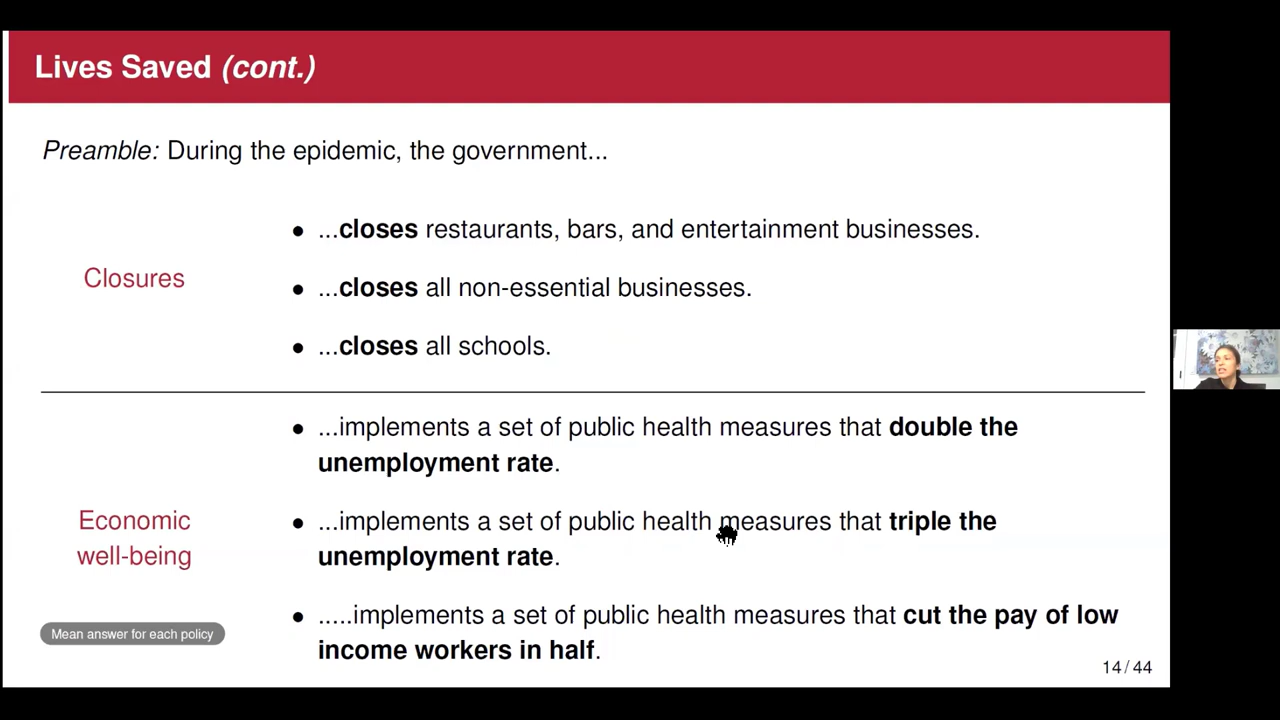 Lives Saved (cont.)
Preamble: During the epidemic, the government...
Closures
• ...closes restaurants, bars, and entertainment businesses.
• ...closes all non-essential businesses.
• ...closes all schools.
Economic
well-being
• ...implements a set of public health measures that double the
unemployment rate.
• ...implements a set of public health measures that triple the
unemployment rate.
• .....implements a set of public health measures that cut the pay of low
income workers in half.
Mean answer for each policy
14 / 44